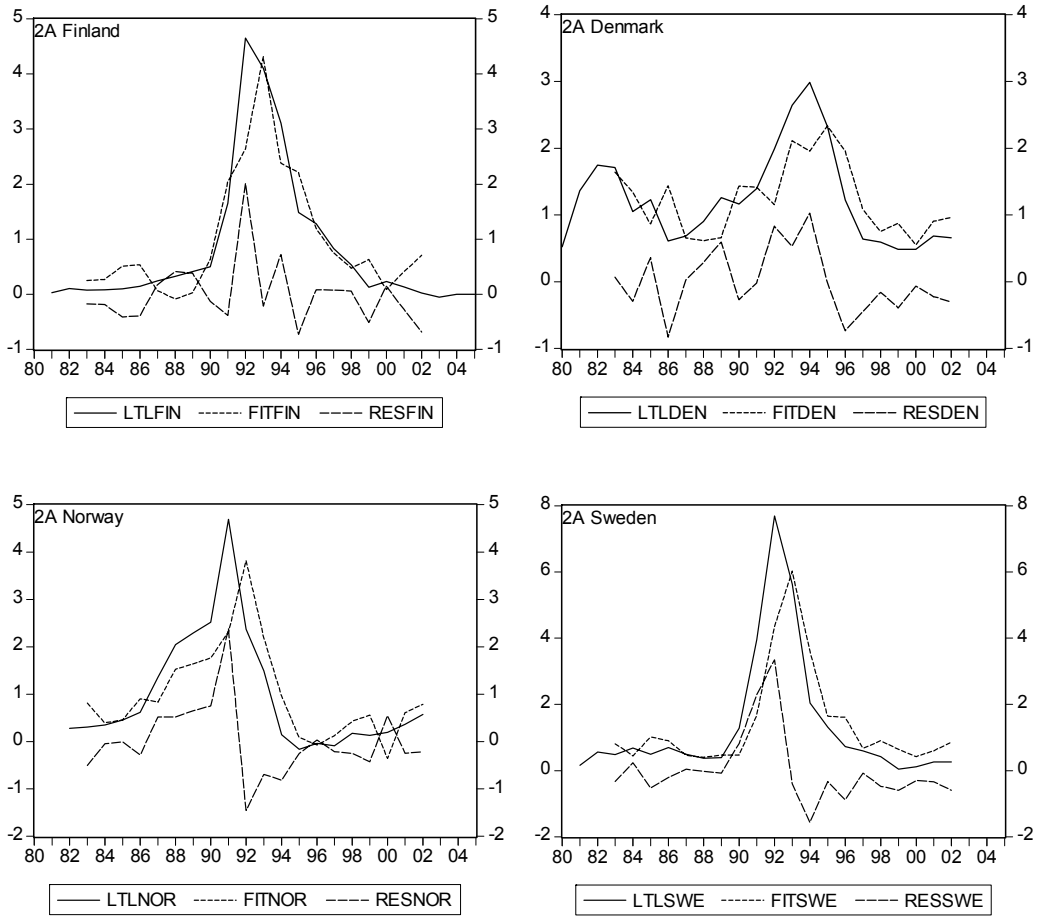 2A Finland
5 5
4 4
3 3
2 2
1 1
0 0
-1 -1
80 82 84 86 88 90 92 94 96 98 00 02 04
LTLFIN FITFIN RESFIN
2A Denmark
4 4
3 3
2 2
1 1
0 0
-1 -1
80 82 84 86 88 90 92 94 96 98 00 02 04
LTLDEN FITDEN RESDEN
2A Norway
5 5
4 4
3 3
2 2
1 1
0 0
-1 -1
-2 -2
80 82 84 86 88 90 92 94 96 98 00 02 04
LTLNOR FITNOR RESNOR
2A Sweden
8 8
6 6
4 4
2 2
0 0
-2 -2
80 82 84 86 88 90 92 94 96 98 00 02 04
LTLSWE FITSWE RESSWE